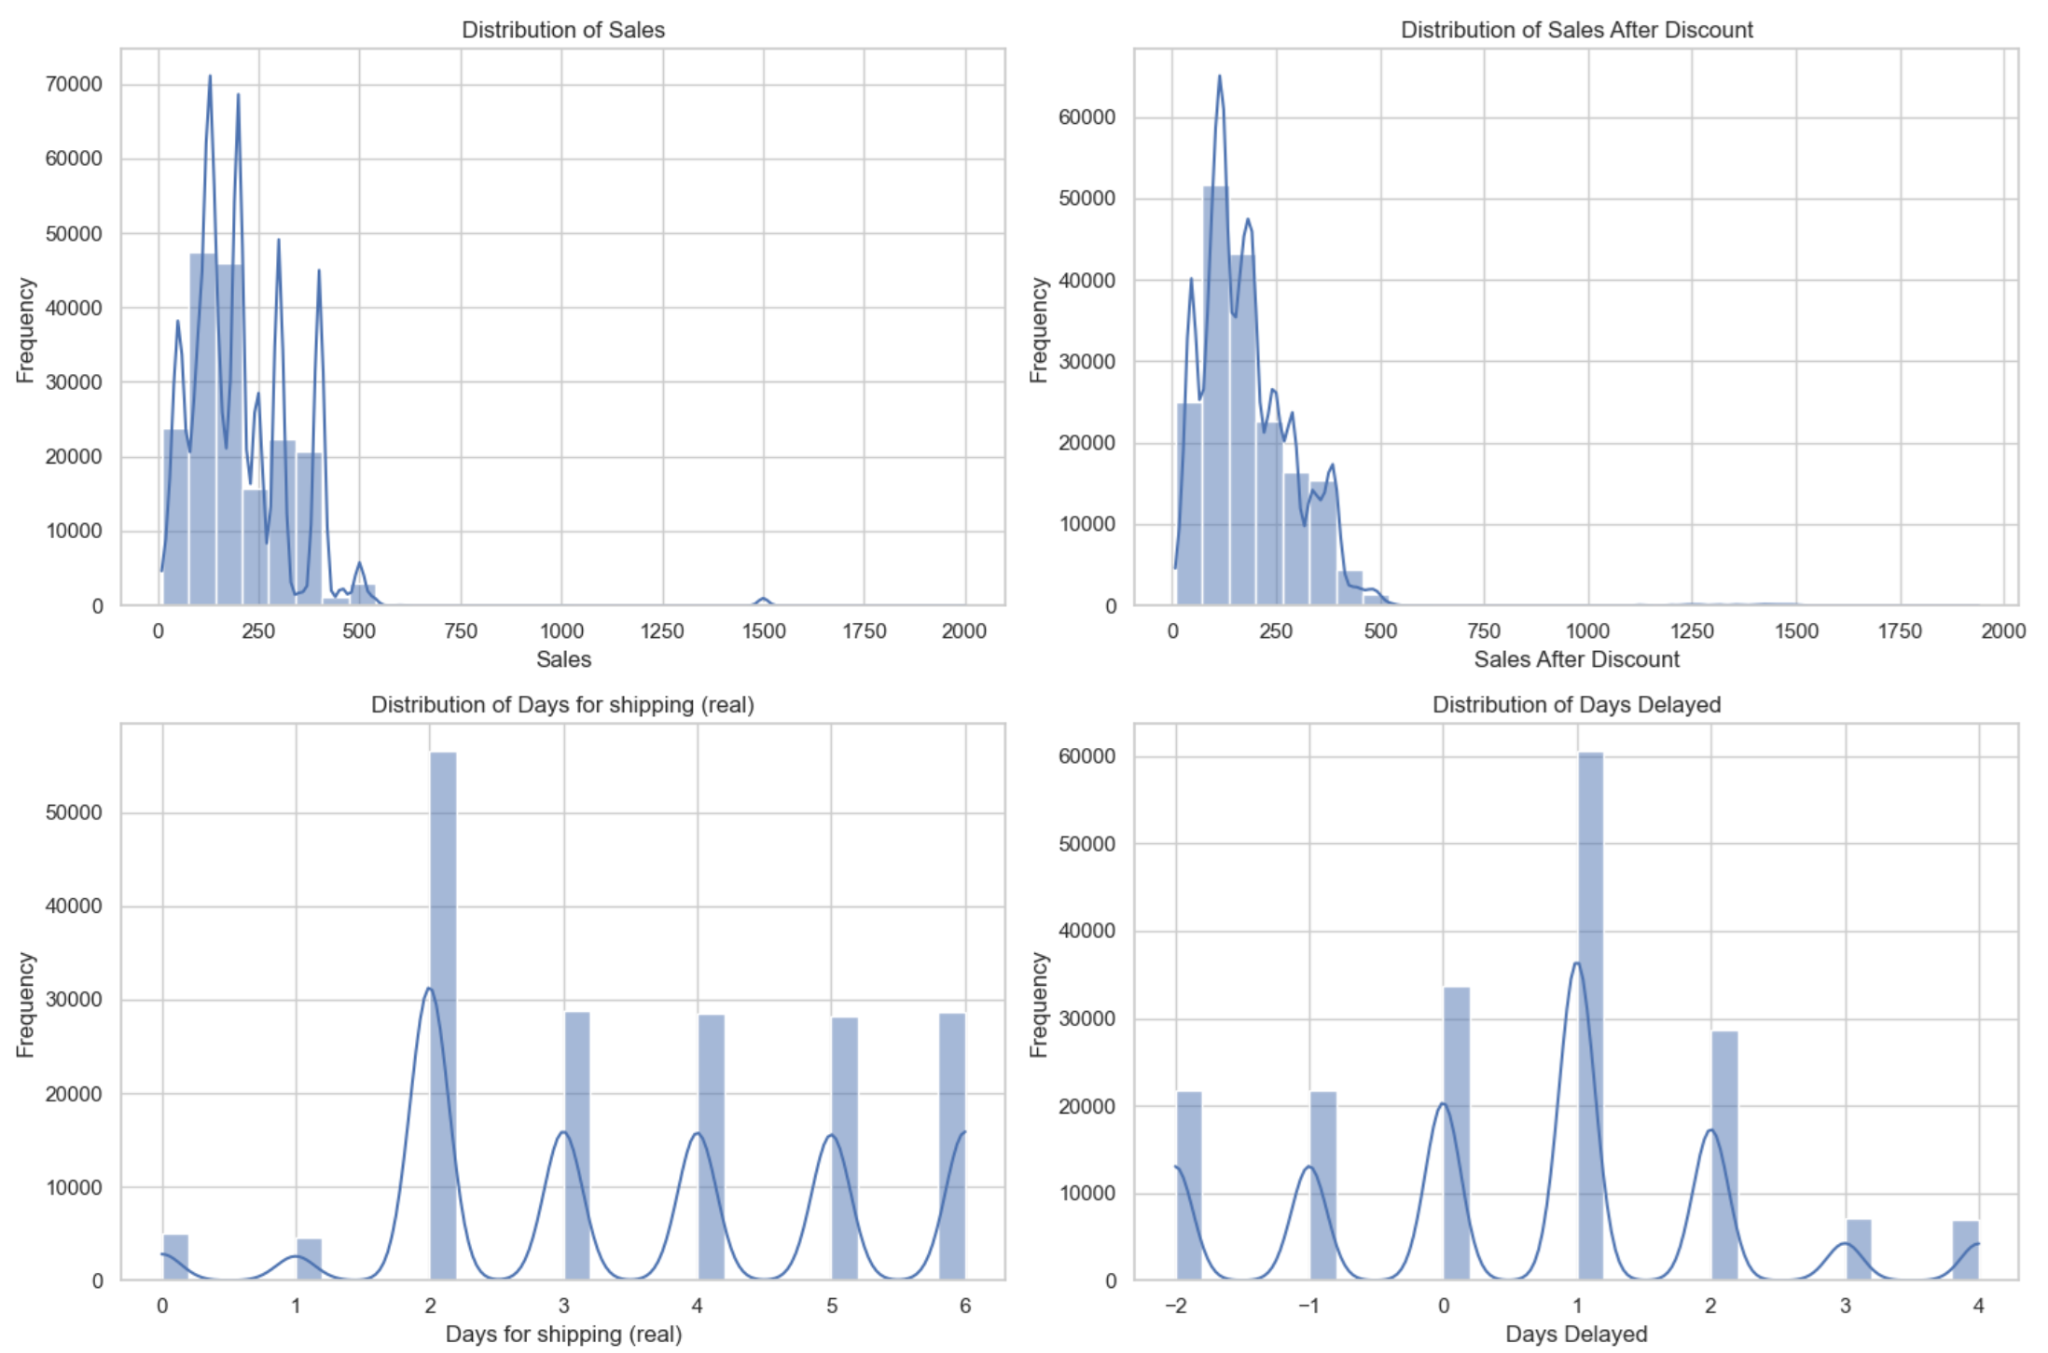 Distribution of Sales
70000
60000
50000
40000
30000
20000
10000
0
Frequency
0 250 500 750 1000 1250 1500 1750 2000
Sales
Distribution of Sales After Discount
60000
50000
40000
30000
20000
10000
0
Frequency
0 250 500 750 1000 1250 1500 1750 2000
Sales After Discount
Distribution of Days for shipping (real)
50000
40000
30000
20000
10000
0
Frequency
0 1 2 3 4 5 6
Days for shipping (real)
Distribution of Days Delayed
60000
50000
40000
30000
20000
10000
0
Frequency
−2 −1 0 1 2 3 4
Days Delayed